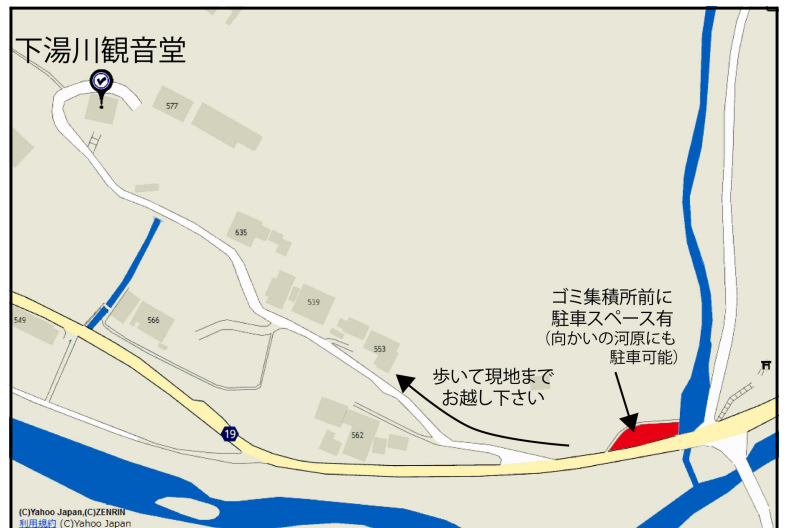 下湯川観音堂
577
635
539
553
566
549
562
19
ゴミ集積所前に
駐車スペース有
(向かいの河原にも
駐車可能)
歩いて現地まで
お越し下さい
(C)Yahoo Japan,(C)ZENRIN
利用規約 (C)Yahoo Japan